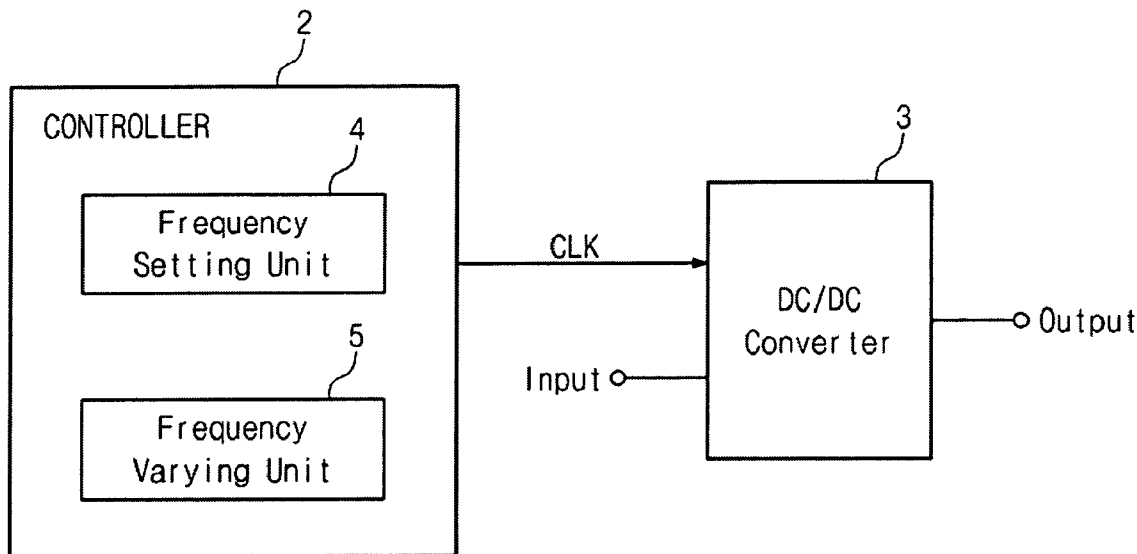 2
CONTROLLER
4
Frequency
Setting Unit
5
Frequency
Varying Unit
CLK
Input
3
DC/DC
Converter
Output